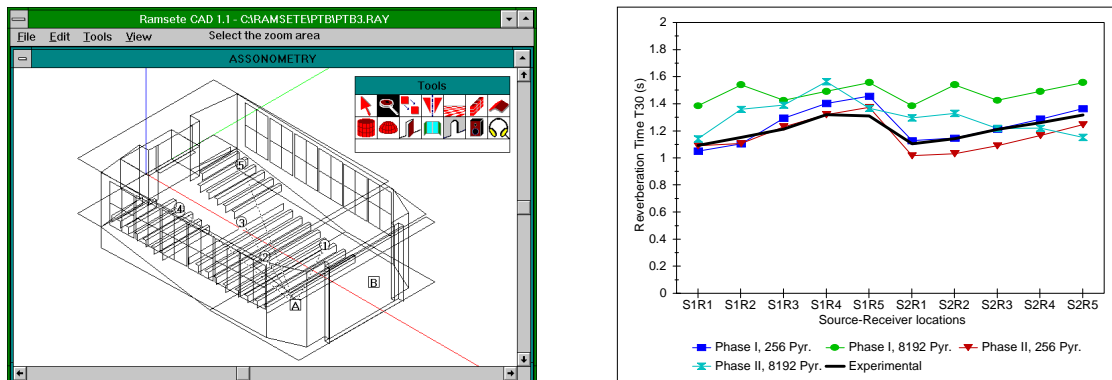 Ramsete CAD 1.1 - C:\RAMSETE\PTB\PTB3.RAY
File Edit Tools View Select the zoom area
ASSONOMETRY
Tools
5
4
3
2
1
A
B
Reverberation Time T30 (s)
2
1.8
1.6
1.4
1.2
1
0.8
0.6
0.4
0.2
0
S1R1 S1R2 S1R3 S1R4 S1R5 S2R1 S2R2 S2R3 S2R4 S2R5
Source-Receiver locations
Phase I, 256 Pyr. Phase I, 8192 Pyr. Phase II, 256 Pyr.
Phase II, 8192 Pyr. Experimental